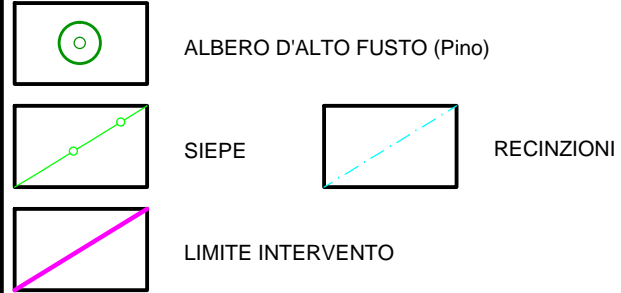 ALBERO D'ALTO FUSTO (Pino)
SIEPE
RECINZIONI
LIMITE INTERVENTO